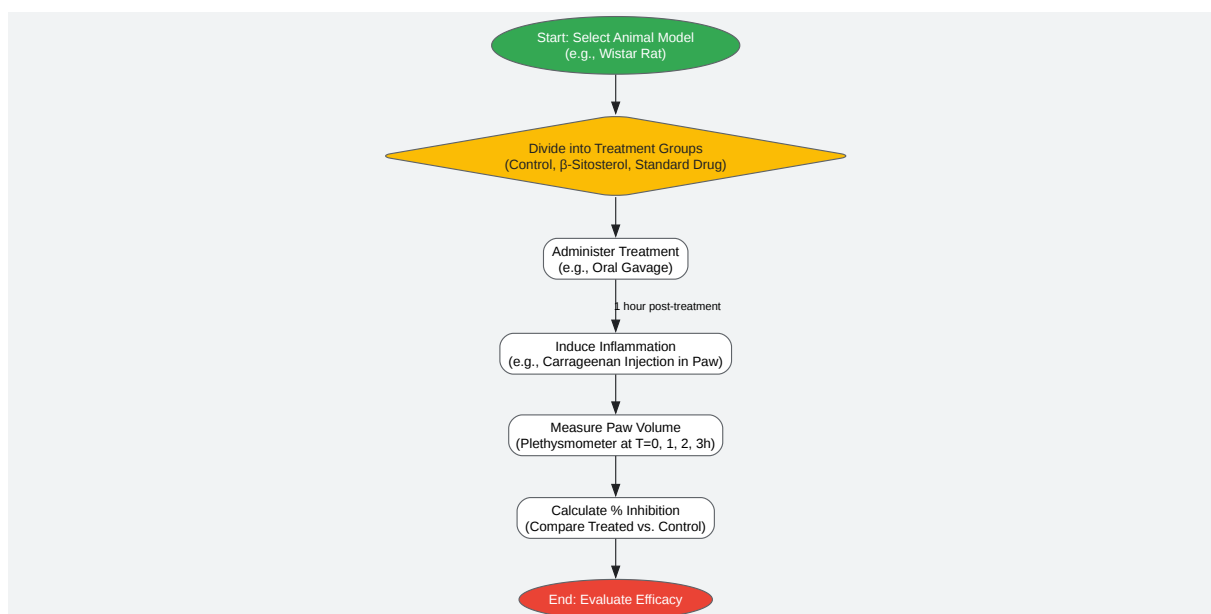 Start: Select Animal Model
(e.g., Wistar Rat)
Divide into Treatment Groups
(Control, β-Sitosterol, Standard Drug)
Administer Treatment
(e.g., Oral Gavage)
1 hour post-treatment
Induce Inflammation
(e.g., Carrageenan Injection in Paw)
Measure Paw Volume
(Plethysmometer at T=0, 1, 2, 3h)
Calculate % Inhibition
(Compare Treated vs. Control)
End: Evaluate Efficacy